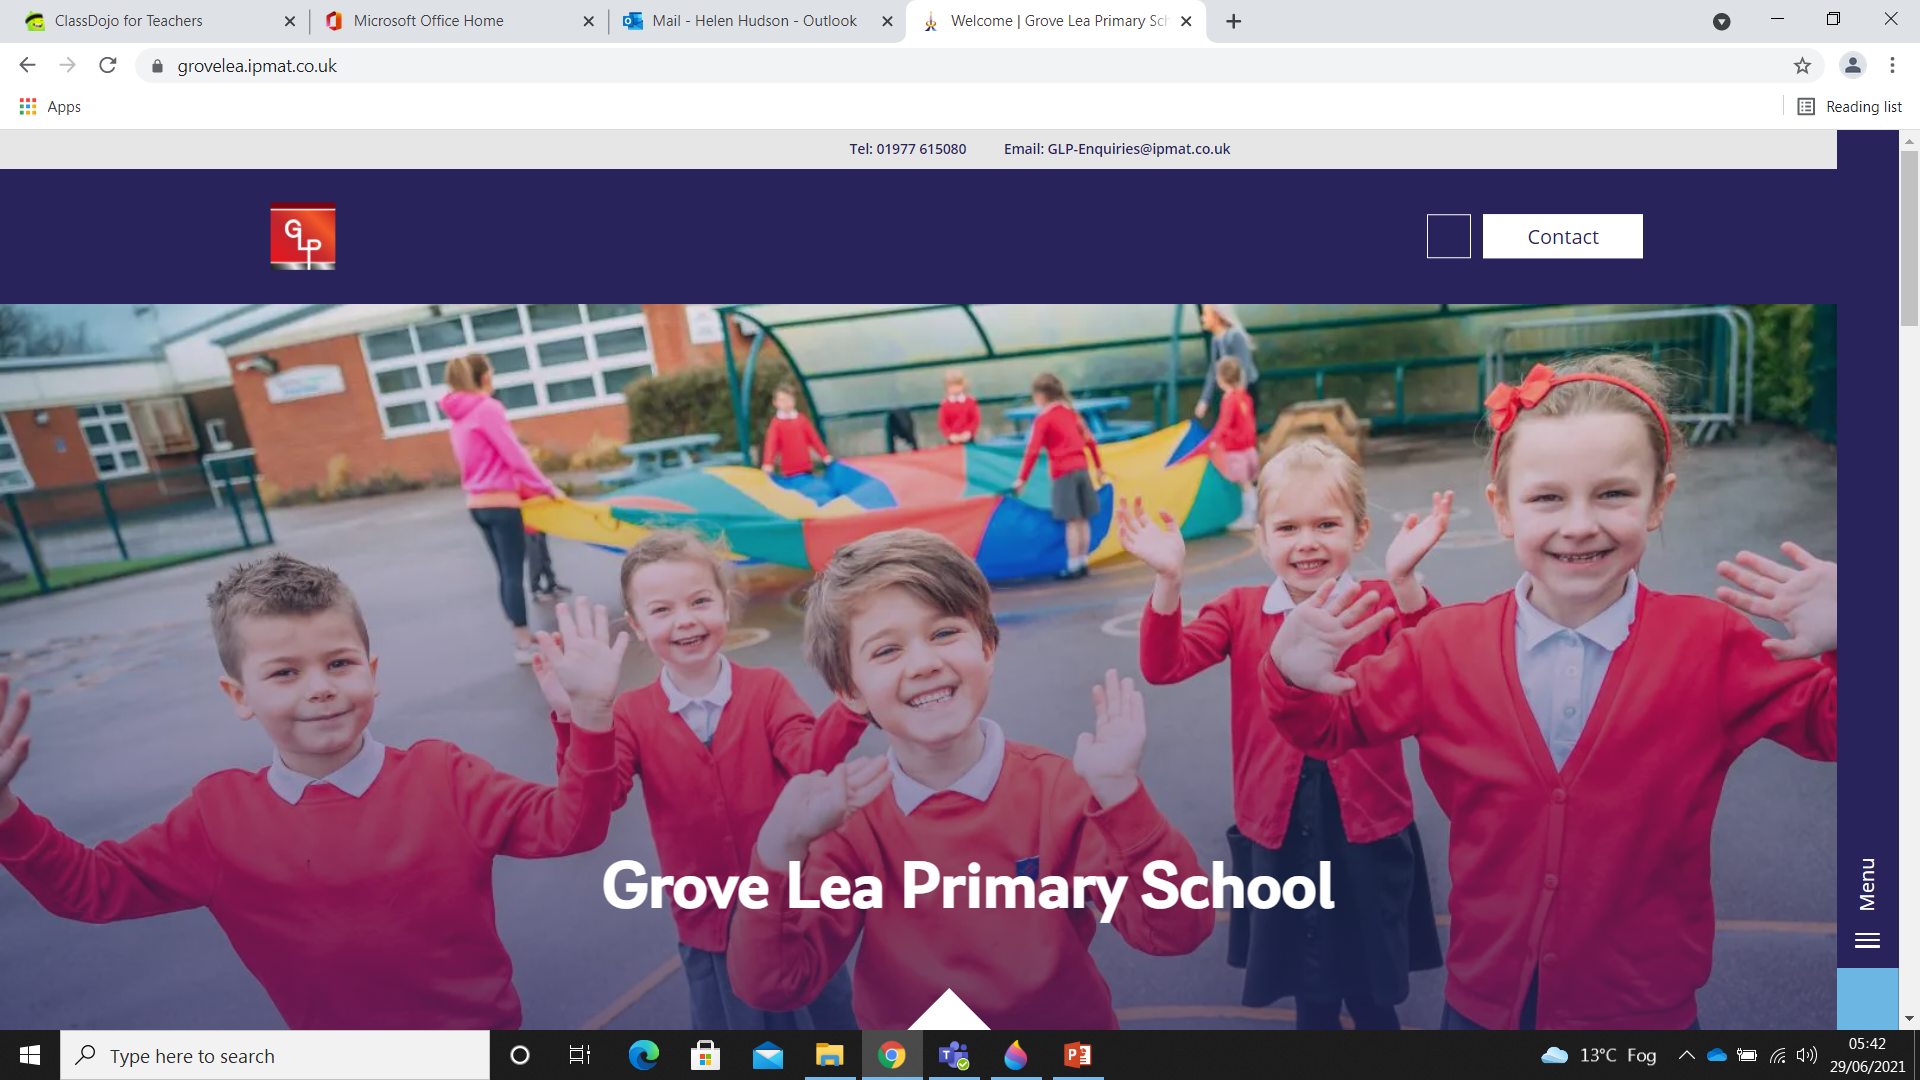 ClassDojo for Teachers
Microsoft Office Home
Mail - Helen Hudson - Outlook
Welcome | Grove Lea Primary Sch
grovelea.ipmat.co.uk
Apps
Reading list
Tel: 01977 615080
Email: GLP-Enquiries@ipmat.co.uk
GLP
Contact
Grove Lea Primary School
Menu
Type here to search
13°C Fog
05:42
29/06/2021